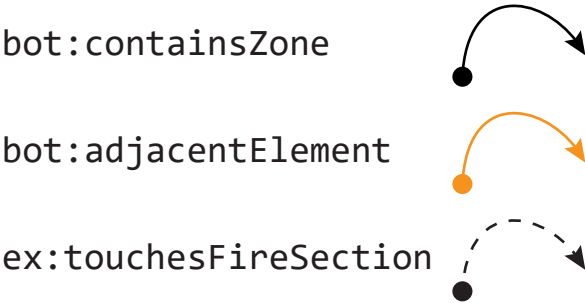 bot:containsZone
bot:adjacentElement
ex:touchesFireSection